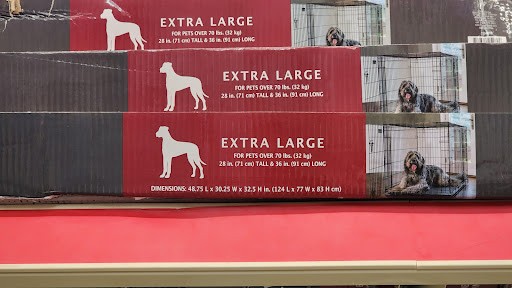 EXTRA LARGE
FOR PETS OVER 70 lbs. (32 kg)
28 in. (71 cm) TALL & 36 in. (91 cm) LONG
EXTRA LARGE
FOR PETS OVER 70 lbs. (32 kg)
28 in. (71 cm) TALL & 36 in. (91 cm) LONG
EXTRA LARGE
FOR PETS OVER 70 lbs. (32 kg)
28 in. (71 cm) TALL & 36 in. (91 cm) LONG
DIMENSIONS: 48.75 L x 30.25 W x 32.5 H in. (124 L x 77 W x 83 H cm)